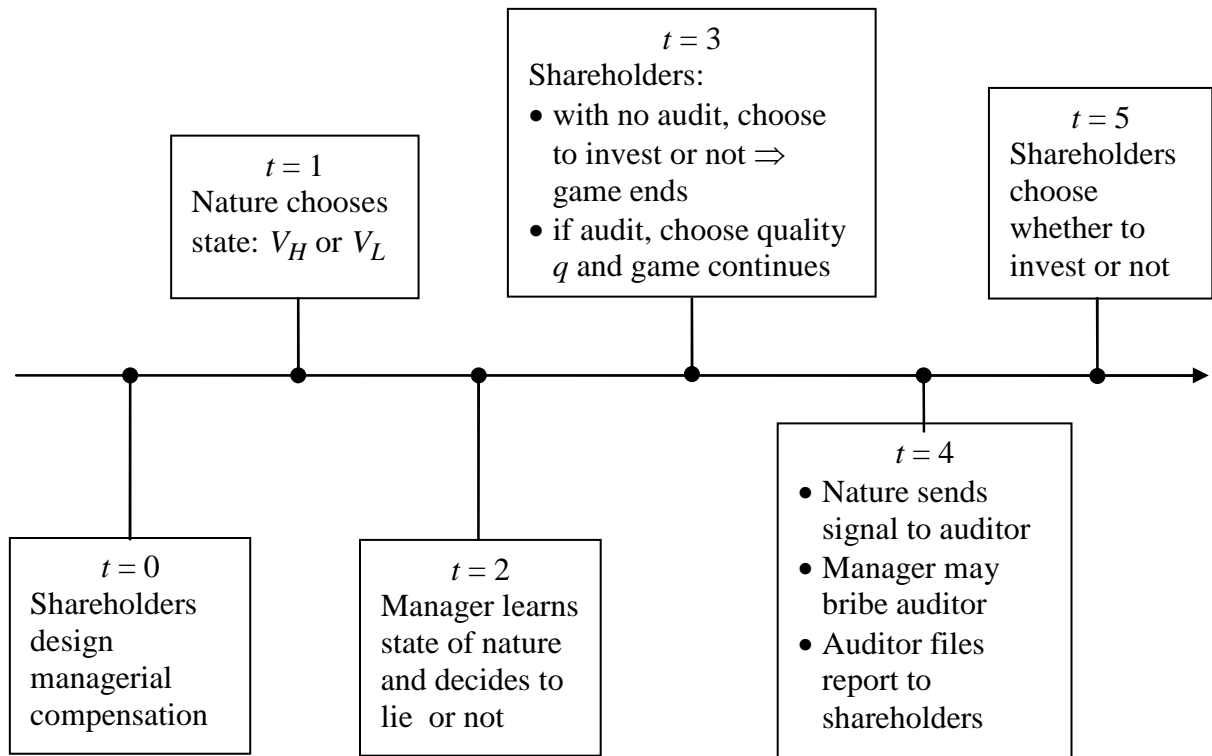 t = 0
Shareholders
design
managerial
compensation
t = 1
Nature chooses
state: V_H or V_L
t = 2
Manager learns
state of nature
and decides to
lie or not
t = 3
Shareholders:
• with no audit, choose
to invest or not ⇒
game ends
• if audit, choose quality
q and game continues
t = 4
• Nature sends
signal to auditor
• Manager may
bribe auditor
• Auditor files
report to
shareholders
t = 5
Shareholders
choose
whether to
invest or not